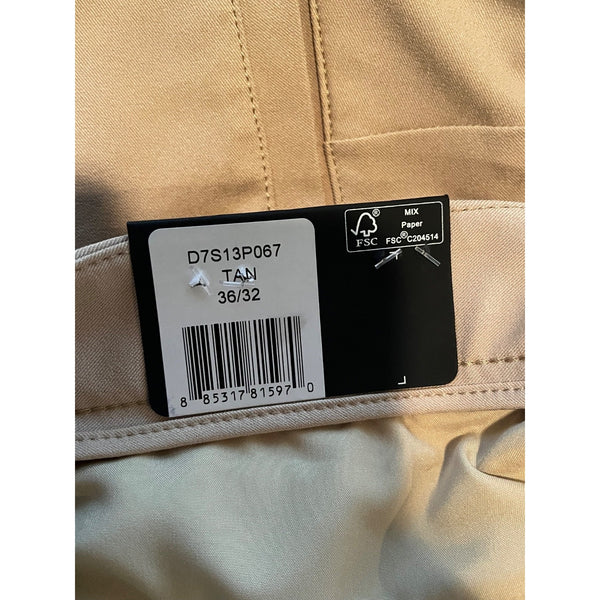 D7S13P067
TAN
36/32
8 85317 81597 0
FSC
MIX
Paper
FSC® C204514